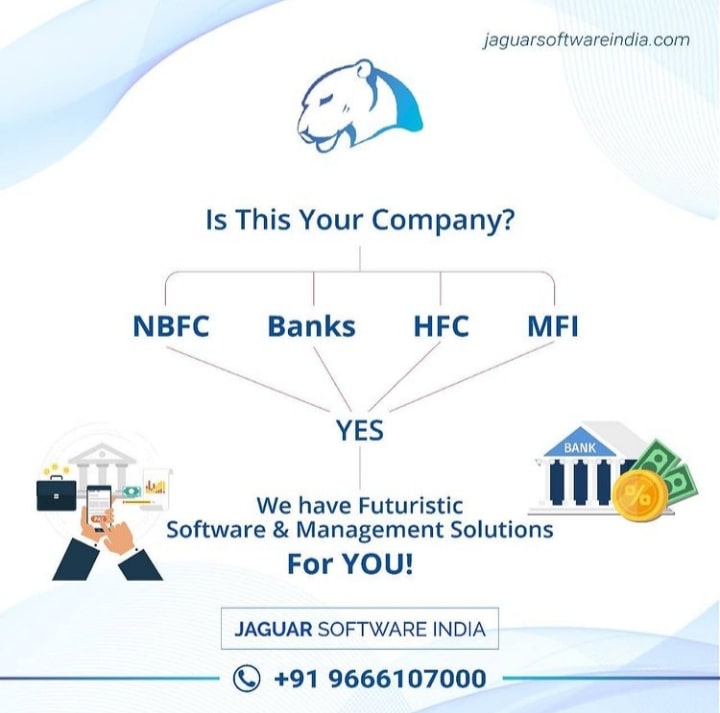 jaguarsoftwareindia.com
Is This Your Company?
NBFC Banks HFC MFI
YES
BANK
We have Futuristic
Software & Management Solutions
For YOU!
JAGUAR SOFTWARE INDIA
+91 9666107000